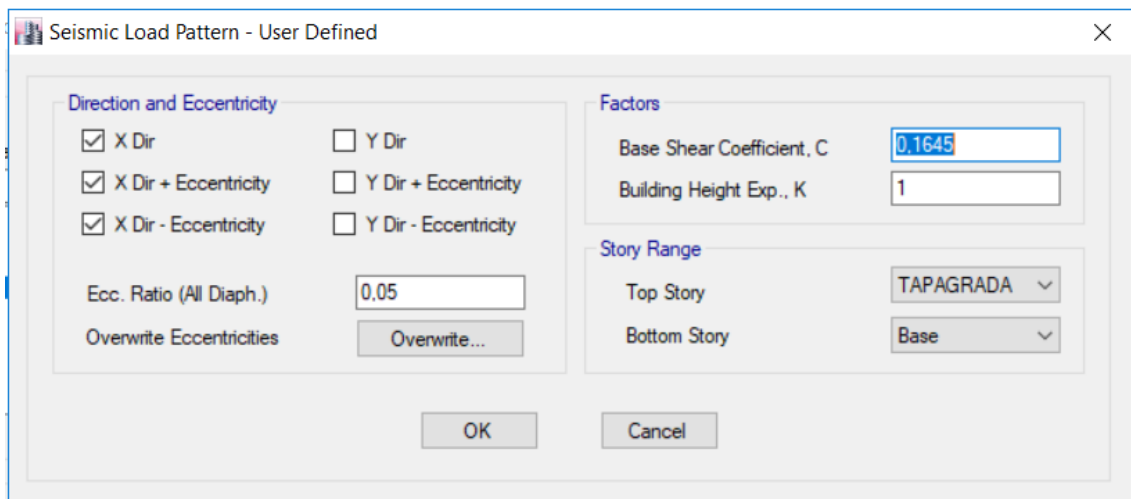 Seismic Load Pattern - User Defined
Direction and Eccentricity
X Dir
Y Dir
X Dir + Eccentricity
Y Dir + Eccentricity
X Dir - Eccentricity
Y Dir - Eccentricity
Ecc. Ratio (All Diaph.)
0,05
Overwrite Eccentricities
Overwrite...
Factors
Base Shear Coefficient, C
0,1645
Building Height Exp., K
1
Story Range
Top Story
TAPAGRADA
Bottom Story
Base
OK
Cancel